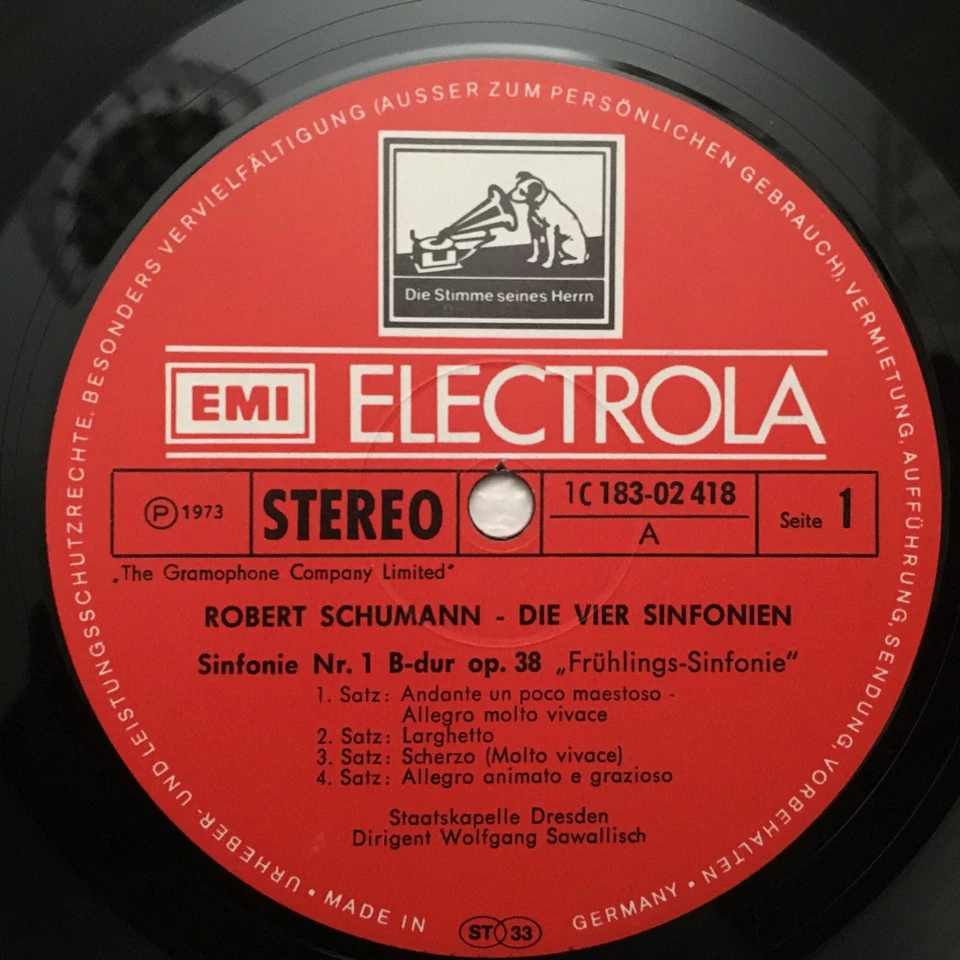 URHEBER- UND LEISTUNGSSCHUTZRECHTE, BESONDERS VERVIELFÄLTIGUNG (AUSSER ZUM PERSÖNLICHEN GEBRAUCH), VERMIETUNG, AUFFÜHRUNG, SENDUNG, VORBEHALTEN •
Die Stimme seines Herrn
EMI ELECTROLA
Ⓟ 1973
STEREO
1C 183-02 418
A
Seite 1
„The Gramophone Company Limited"
ROBERT SCHUMANN - DIE VIER SINFONIEN
Sinfonie Nr. 1 B-dur op. 38 „Frühlings-Sinfonie"
1. Satz: Andante un poco maestoso -
Allegro molto vivace
2. Satz: Larghetto
3. Satz: Scherzo (Molto vivace)
4. Satz: Allegro animato e grazioso
Staatskapelle Dresden
Dirigent Wolfgang Sawallisch
• MADE IN GERMANY
ST 33